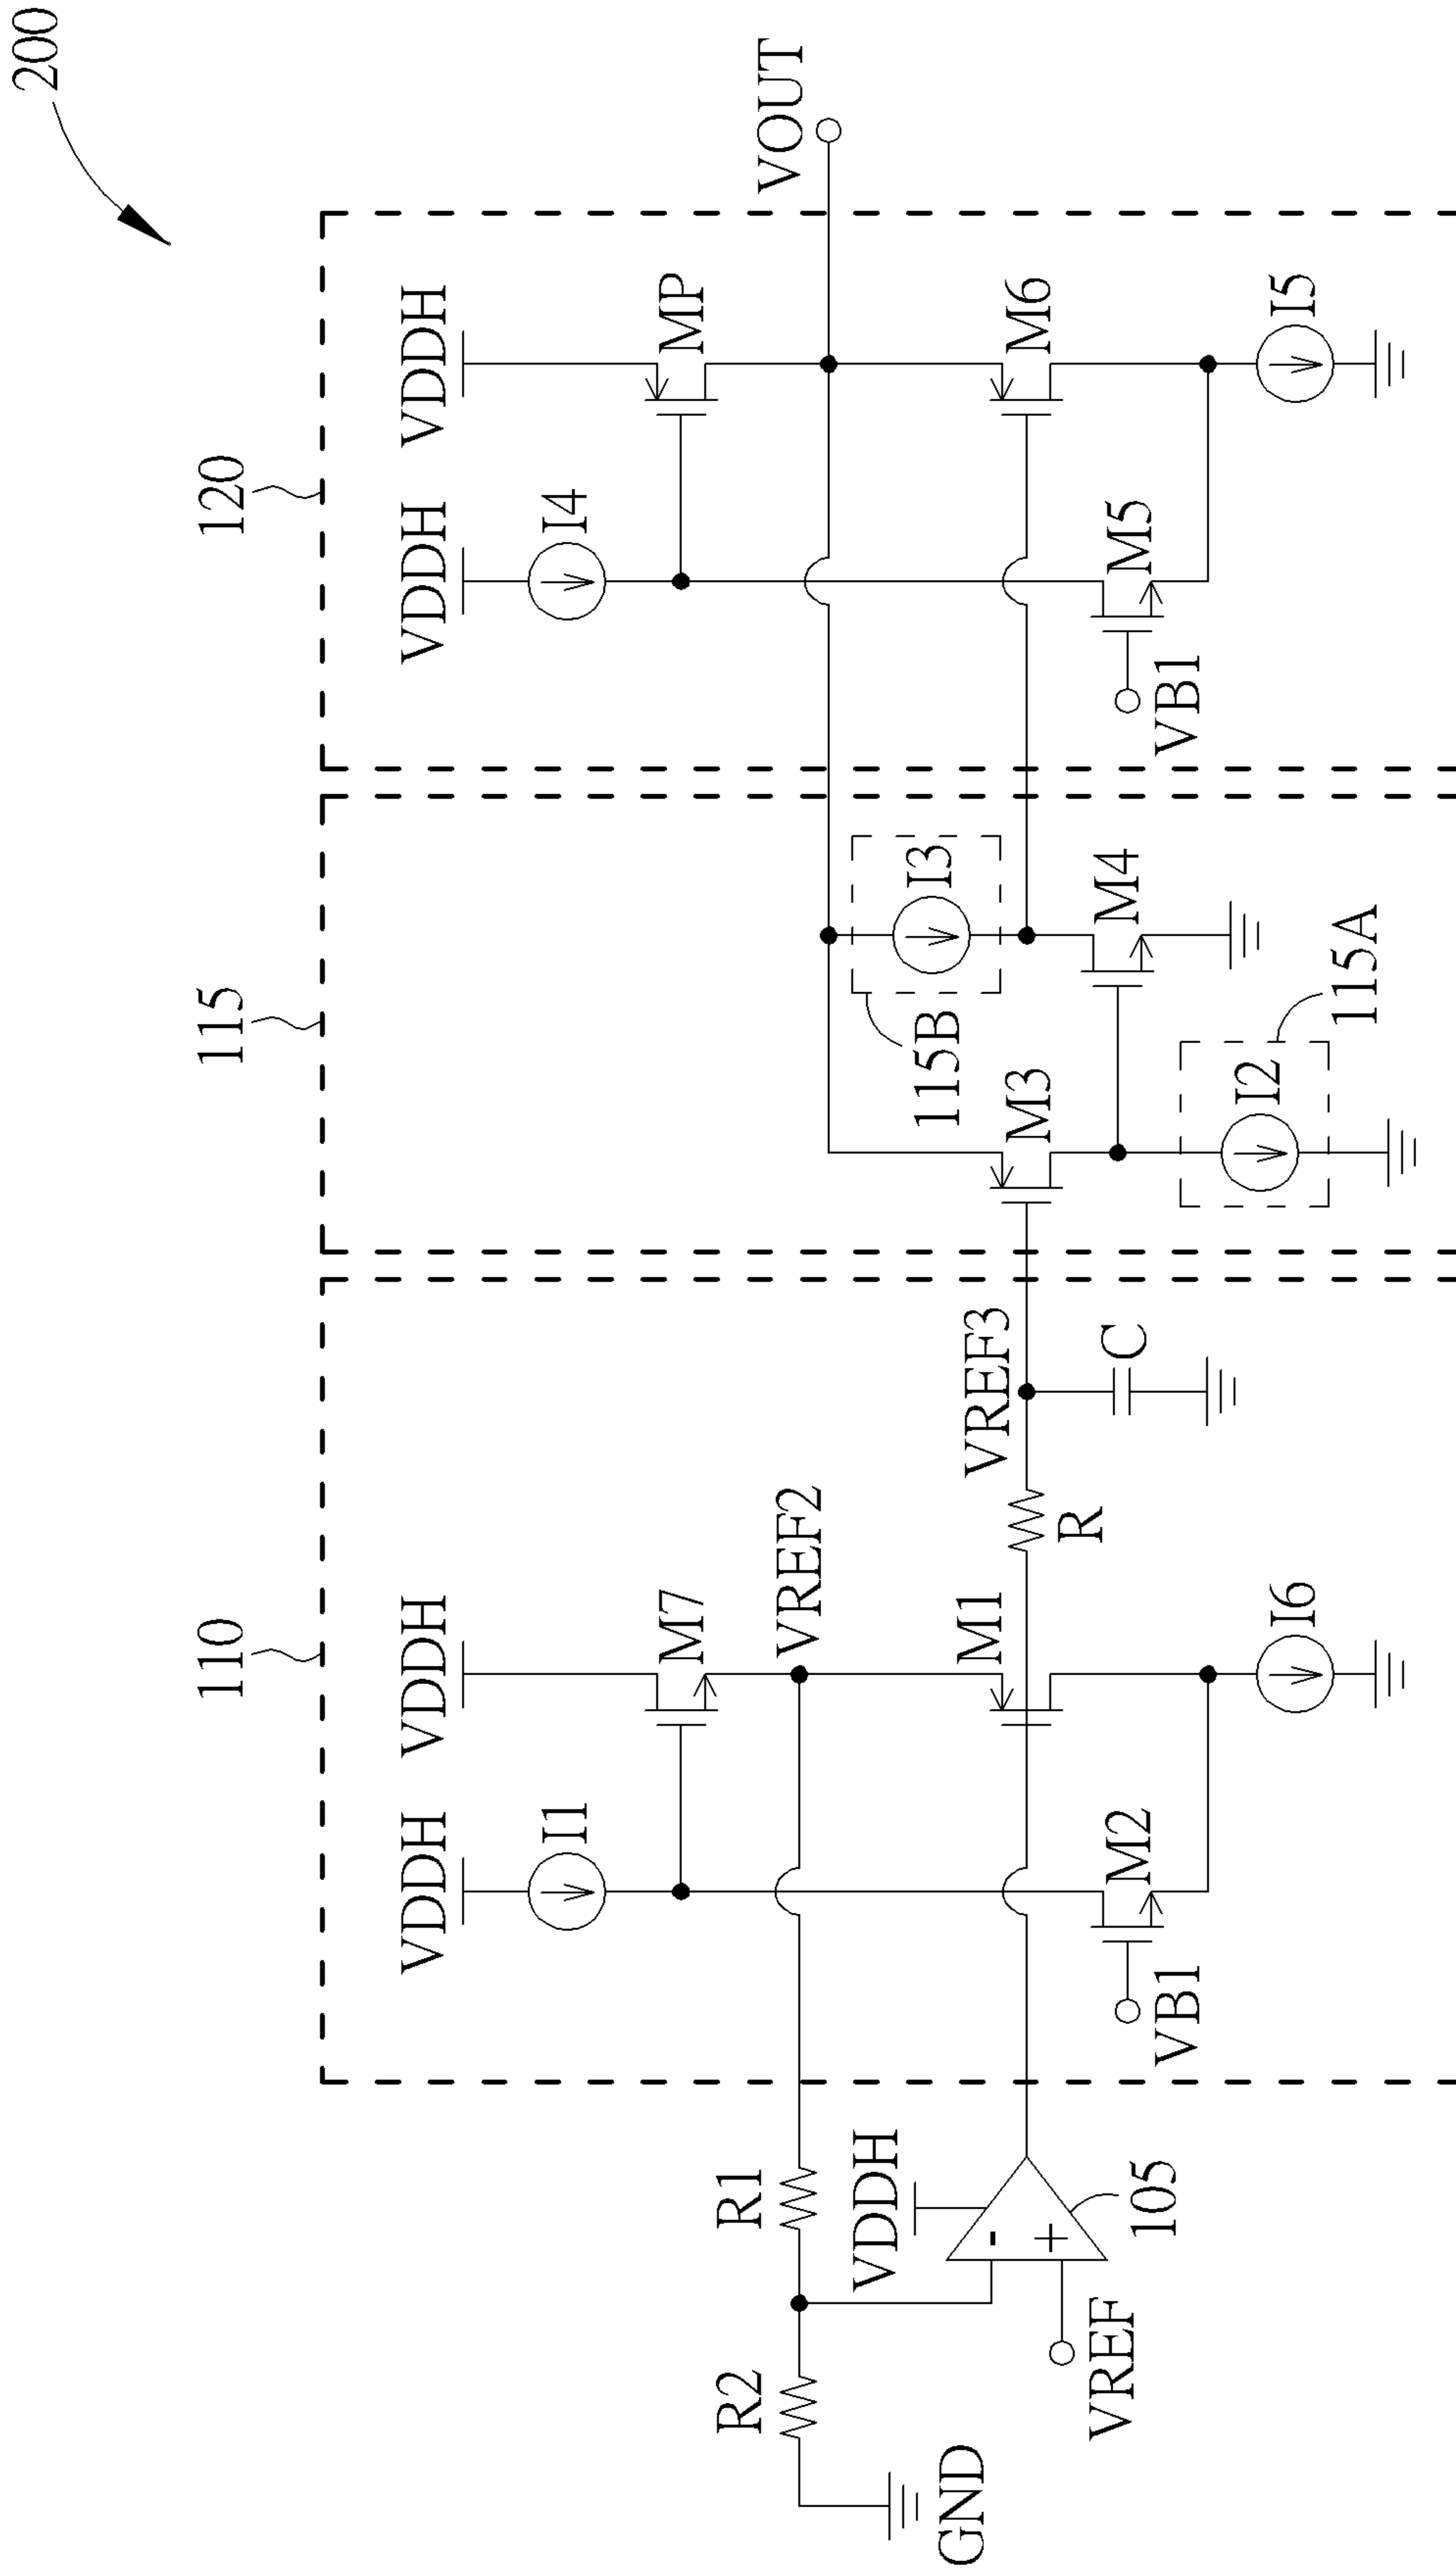 200
110
115
120
VDDH
VDDH
VDDH
VDDH
I1
M7
I4
MP
VOUT
R2
R1
VREF2
GND
VDDH
-
+
105
VREF
M1
R
VREF3
C
M2
VB1
I6
M3
115B
I3
M4
I2
115A
M6
M5
VB1
I5